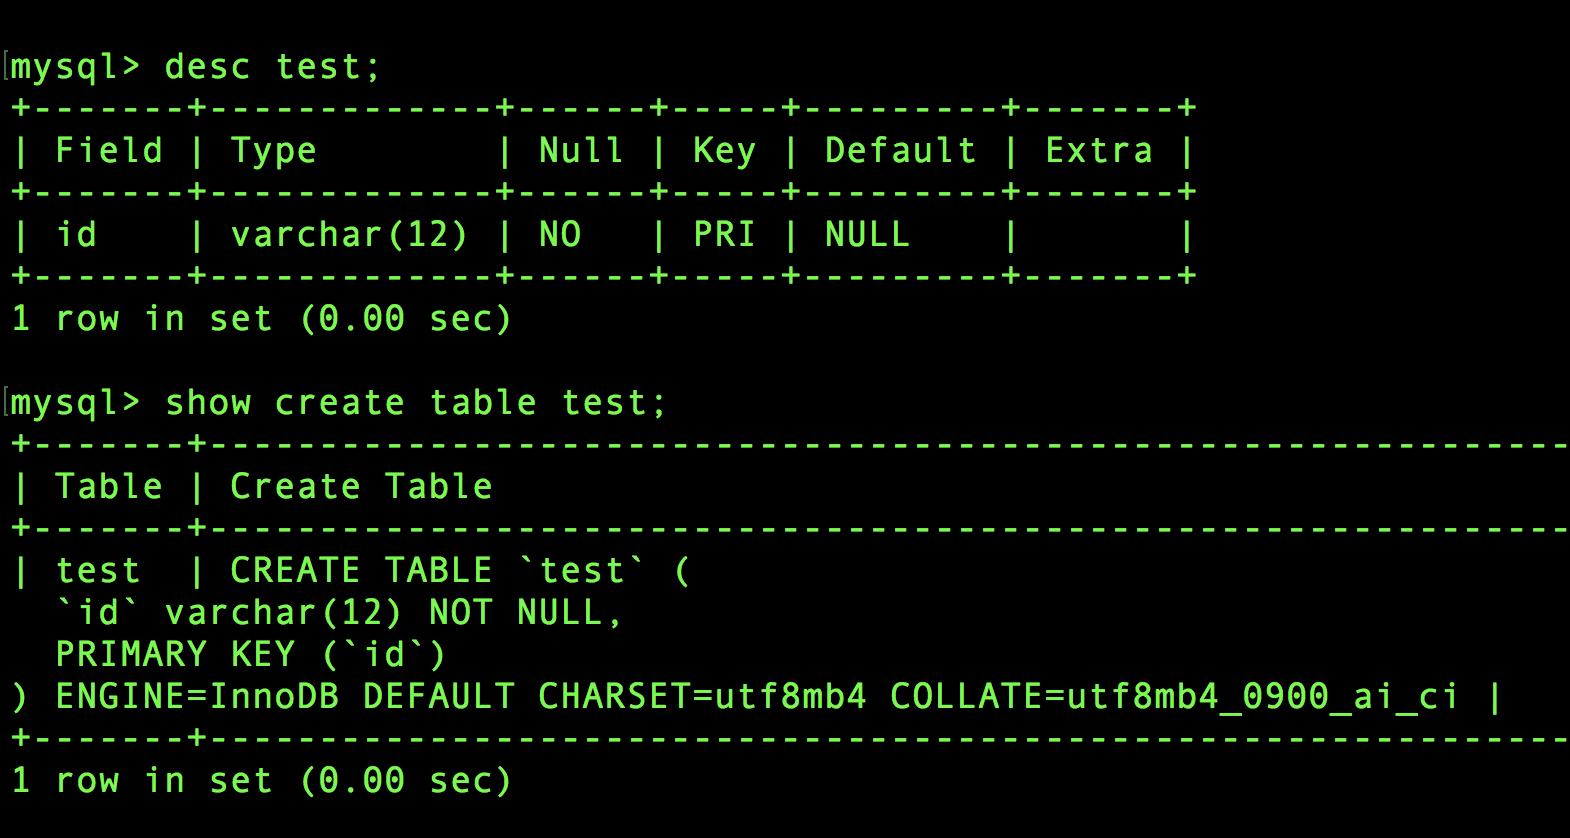 mysql> desc test;
+-------+-------------+------+-----+---------+-------+
| Field | Type        | Null | Key | Default | Extra |
+-------+-------------+------+-----+---------+-------+
| id    | varchar(12) | NO   | PRI | NULL    |       |
+-------+-------------+------+-----+---------+-------+
1 row in set (0.00 sec)

mysql> show create table test;
+-------+--------------------------------------------------------------
| Table | Create Table
+-------+--------------------------------------------------------------
| test  | CREATE TABLE `test` (
  `id` varchar(12) NOT NULL,
  PRIMARY KEY (`id`)
) ENGINE=InnoDB DEFAULT CHARSET=utf8mb4 COLLATE=utf8mb4_0900_ai_ci |
+-------+--------------------------------------------------------------
1 row in set (0.00 sec)